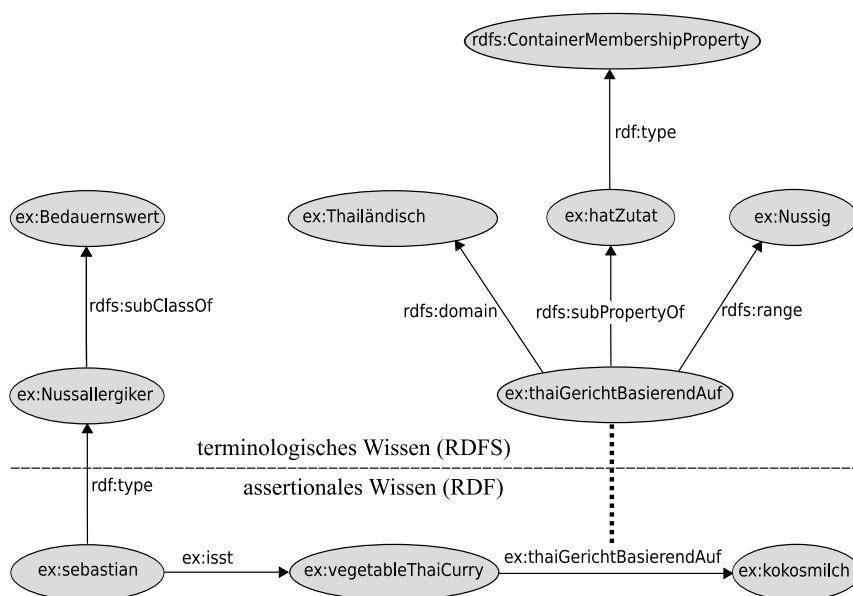 rdfs:ContainerMembershipProperty
rdf:type
ex:Bedauernswert
ex:Thailändisch
ex:hatZutat
ex:Nussig
rdfs:subClassOf
rdfs:domain
rdfs:subPropertyOf
rdfs:range
ex:Nussallergiker
ex:thaiGerichtBasierendAuf
terminologisches Wissen (RDFS)
rdf:type
assertionales Wissen (RDF)
ex:isst
ex:thaiGerichtBasierendAuf
ex:sebastian
ex:vegetableThaiCurry
ex:kokosmilch